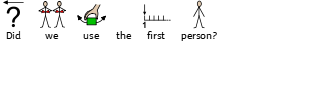 Did we use the first person?